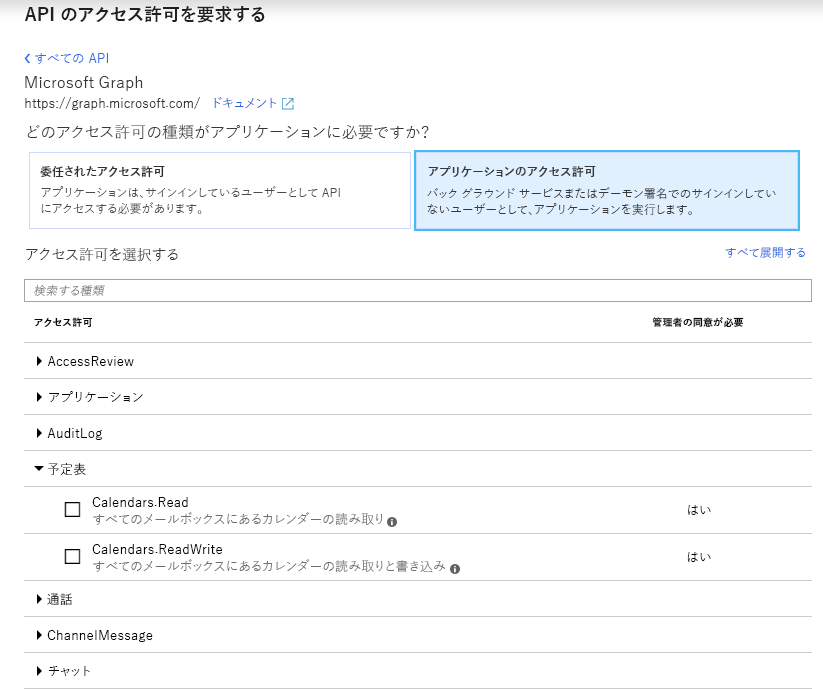 API のアクセス許可を要求する
すべての API
Microsoft Graph
https://graph.microsoft.com/ ドキュメント
どのアクセス許可の種類がアプリケーションに必要ですか?
委任されたアクセス許可
アプリケーションは、サインインしているユーザーとして API
にアクセスする必要があります。
アプリケーションのアクセス許可
バック グラウンド サービスまたはデーモン署名でのサインインしてい
ないユーザーとして、アプリケーションを実行します。
アクセス許可を選択する すべて展開する
検索する種類
アクセス許可 管理者の同意が必要
AccessReview
アプリケーション
AuditLog
予定表
Calendars.Read
すべてのメールボックスにあるカレンダーの読み取り はい
Calendars.ReadWrite
すべてのメールボックスにあるカレンダーの読み取りと書き込み はい
通話
ChannelMessage
チャット